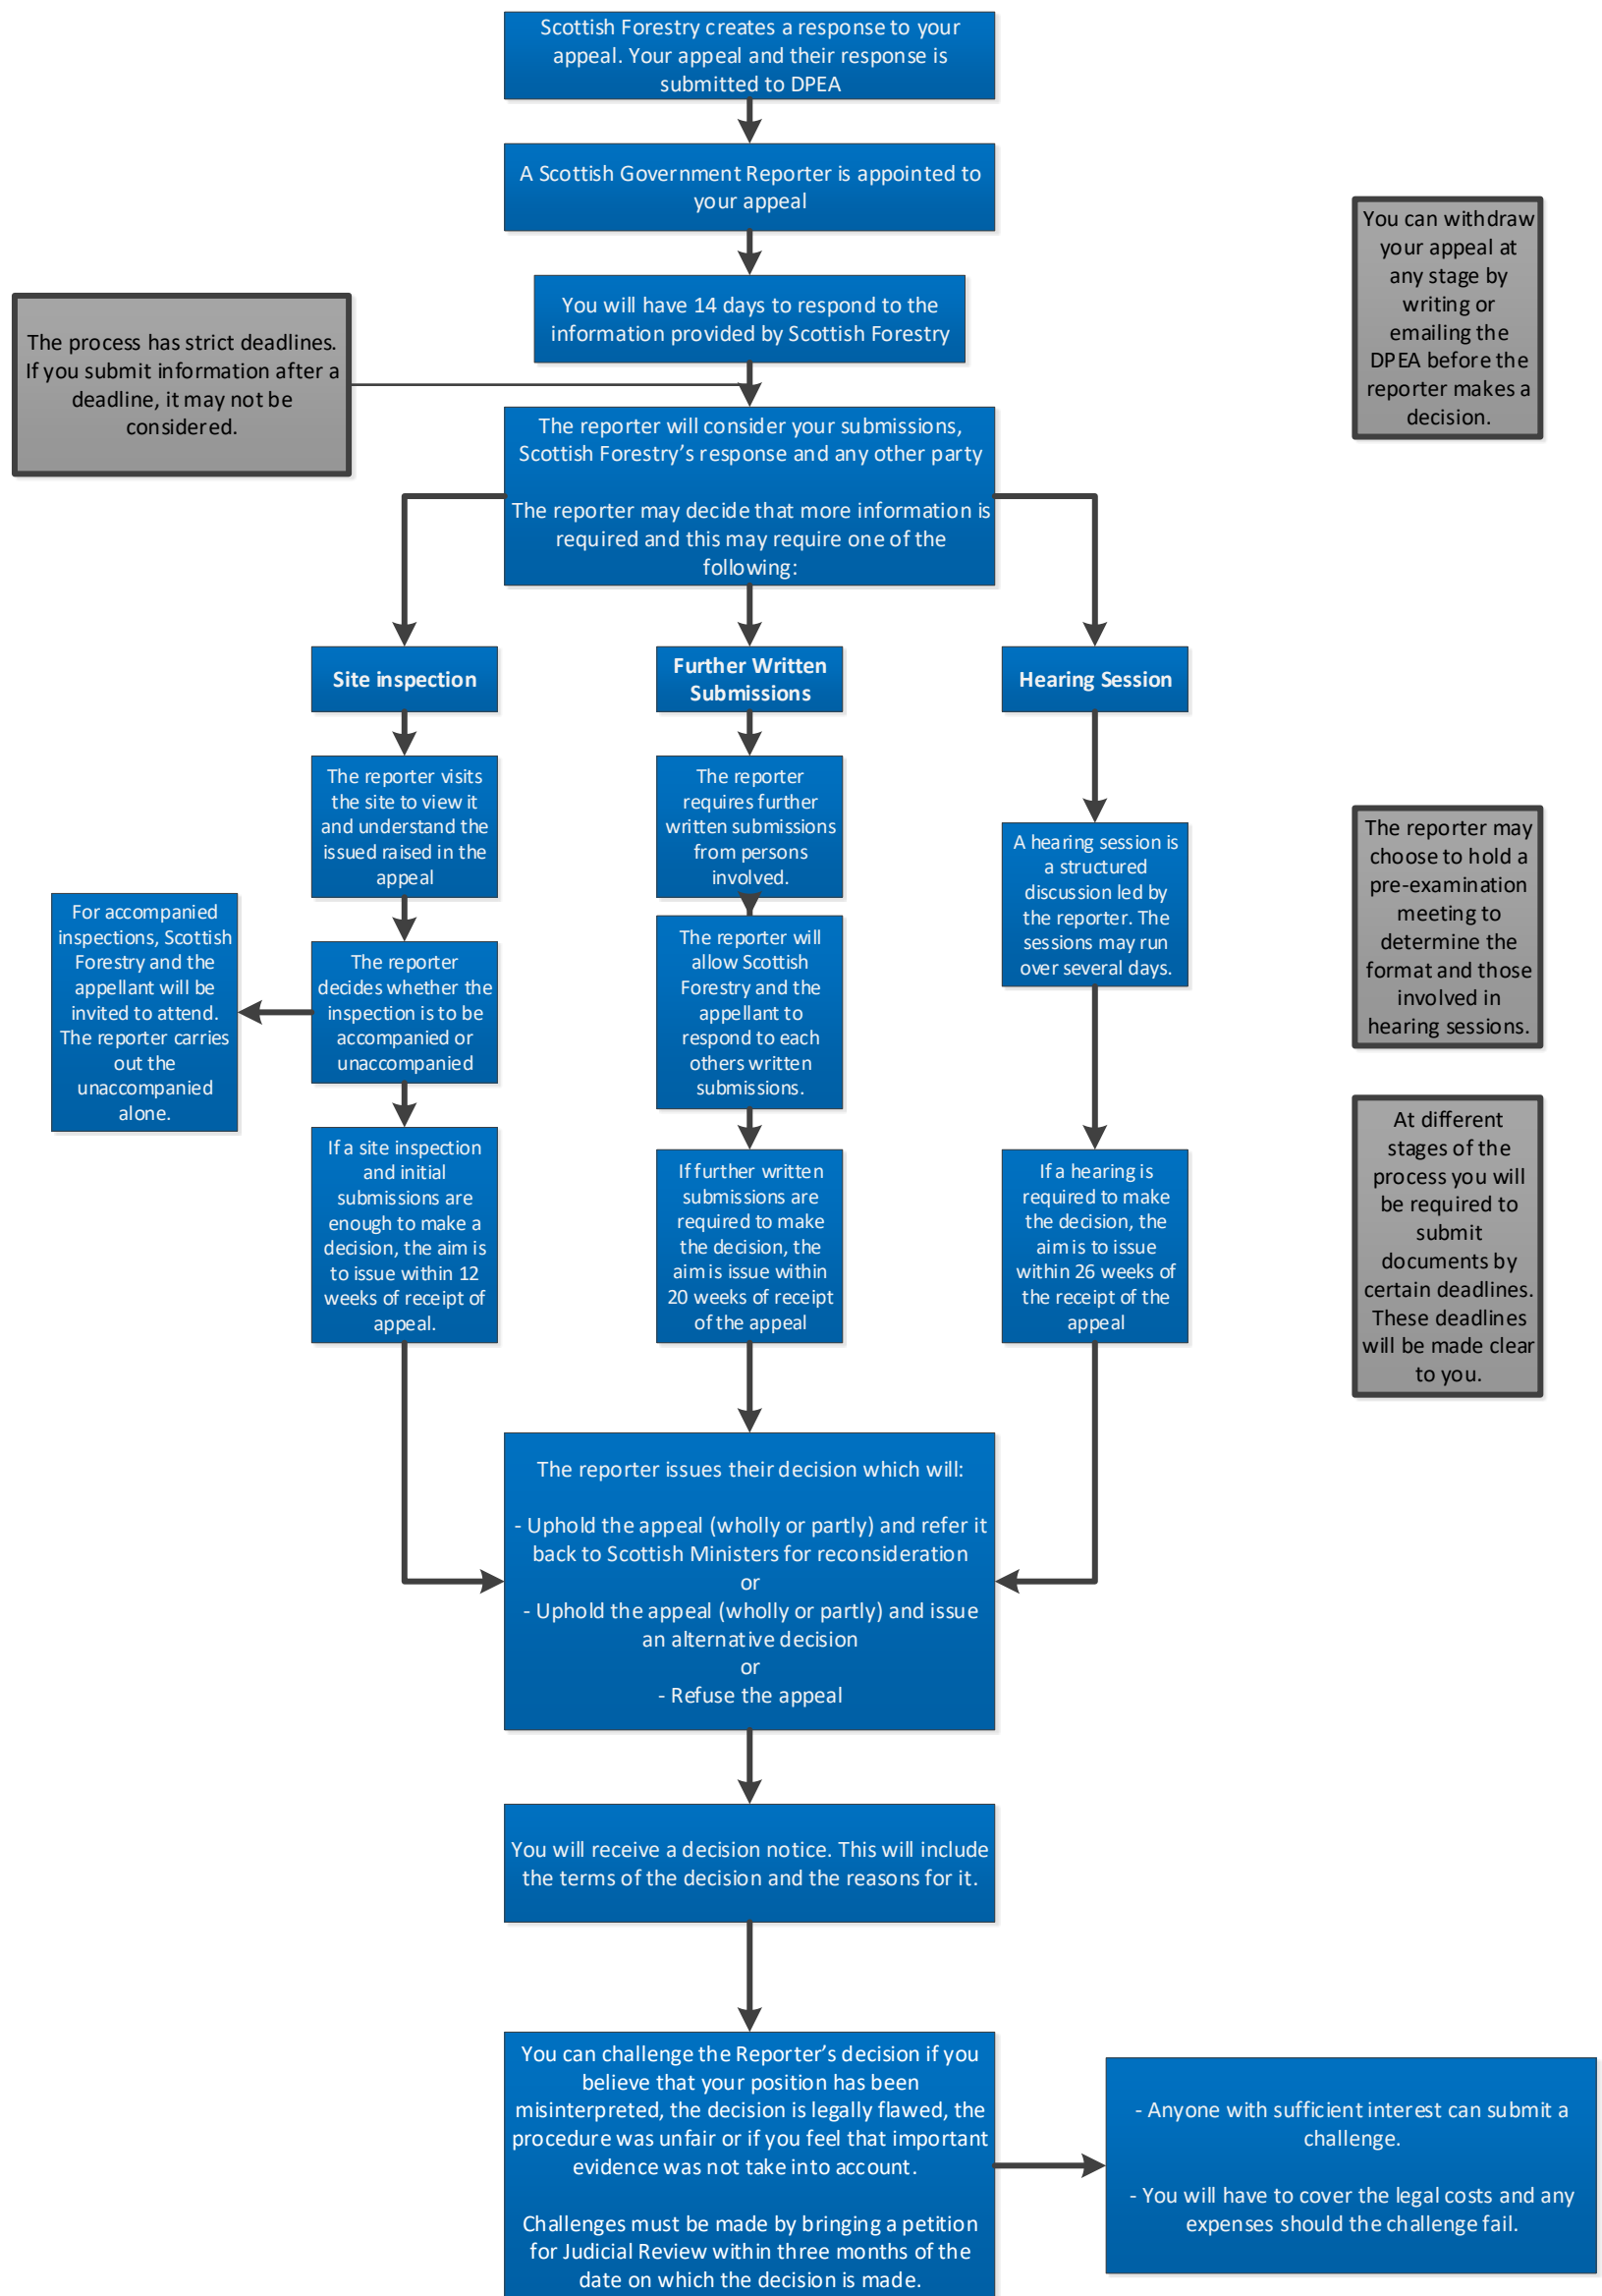 Scottish Forestry creates a response to your
appeal. Your appeal and their response is
submitted to DPEA
A Scottish Government Reporter is appointed to
your appeal
You can withdraw
your appeal at
any stage by
writing or
emailing the
DPEA before the
reporter makes a
decision.
You will have 14 days to respond to the
information provided by Scottish Forestry
The process has strict deadlines.
If you submit information after a
deadline, it may not be
considered.
The reporter will consider your submissions,
Scottish Forestry’s response and any other party
The reporter may decide that more information is
required and this may require one of the
following:
Site inspection
The reporter visits
the site to view it
and understand the
issued raised in the
appeal
The reporter
decides whether the
inspection is to be
accompanied or
unaccompanied
For accompanied
inspections, Scottish
Forestry and the
appellant will be
invited to attend.
The reporter carries
out the
unaccompanied
alone.
If a site inspection
and initial
submissions are
enough to make a
decision, the aim is
to issue within 12
weeks of receipt of
appeal.
Further Written
Submissions
The reporter
requires further
written submissions
from persons
involved.
The reporter will
allow Scottish
Forestry and the
appellant to
respond to each
others written
submissions.
If further written
submissions are
required to make
the decision, the
aim is issue within
20 weeks of receipt
of the appeal
Hearing Session
A hearing session is
a structured
discussion led by
the reporter. The
sessions may run
over several days.
If a hearing is
required to make
the decision, the
aim is to issue
within 26 weeks of
the receipt of the
appeal
The reporter may
choose to hold a
pre-examination
meeting to
determine the
format and those
involved in
hearing sessions.
At different
stages of the
process you will
be required to
submit
documents by
certain deadlines.
These deadlines
will be made clear
to you.
The reporter issues their decision which will:
- Uphold the appeal (wholly or partly) and refer it
back to Scottish Ministers for reconsideration
or
- Uphold the appeal (wholly or partly) and issue
an alternative decision
or
- Refuse the appeal
You will receive a decision notice. This will include
the terms of the decision and the reasons for it.
You can challenge the Reporter’s decision if you
believe that your position has been
misinterpreted, the decision is legally flawed, the
procedure was unfair or if you feel that important
evidence was not take into account.
Challenges must be made by bringing a petition
for Judicial Review within three months of the
date on which the decision is made.
- Anyone with sufficient interest can submit a
challenge.
- You will have to cover the legal costs and any
expenses should the challenge fail.